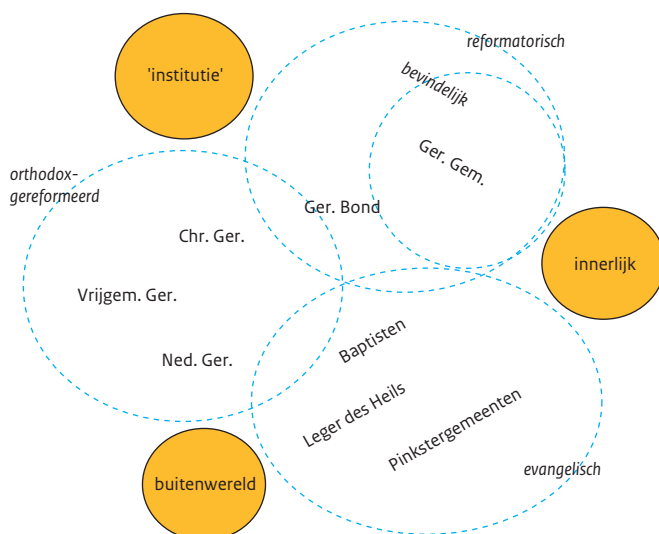 reformatorisch
'institutie'
bevindelijk
Ger. Gem.
orthodox-
gereformeerd
Ger. Bond
Chr. Ger.
innerlijk
Vrijgem. Ger.
Baptisten
Ned. Ger.
Leger des Heils
Pinkstergemeenten
evangelisch
buitenwereld